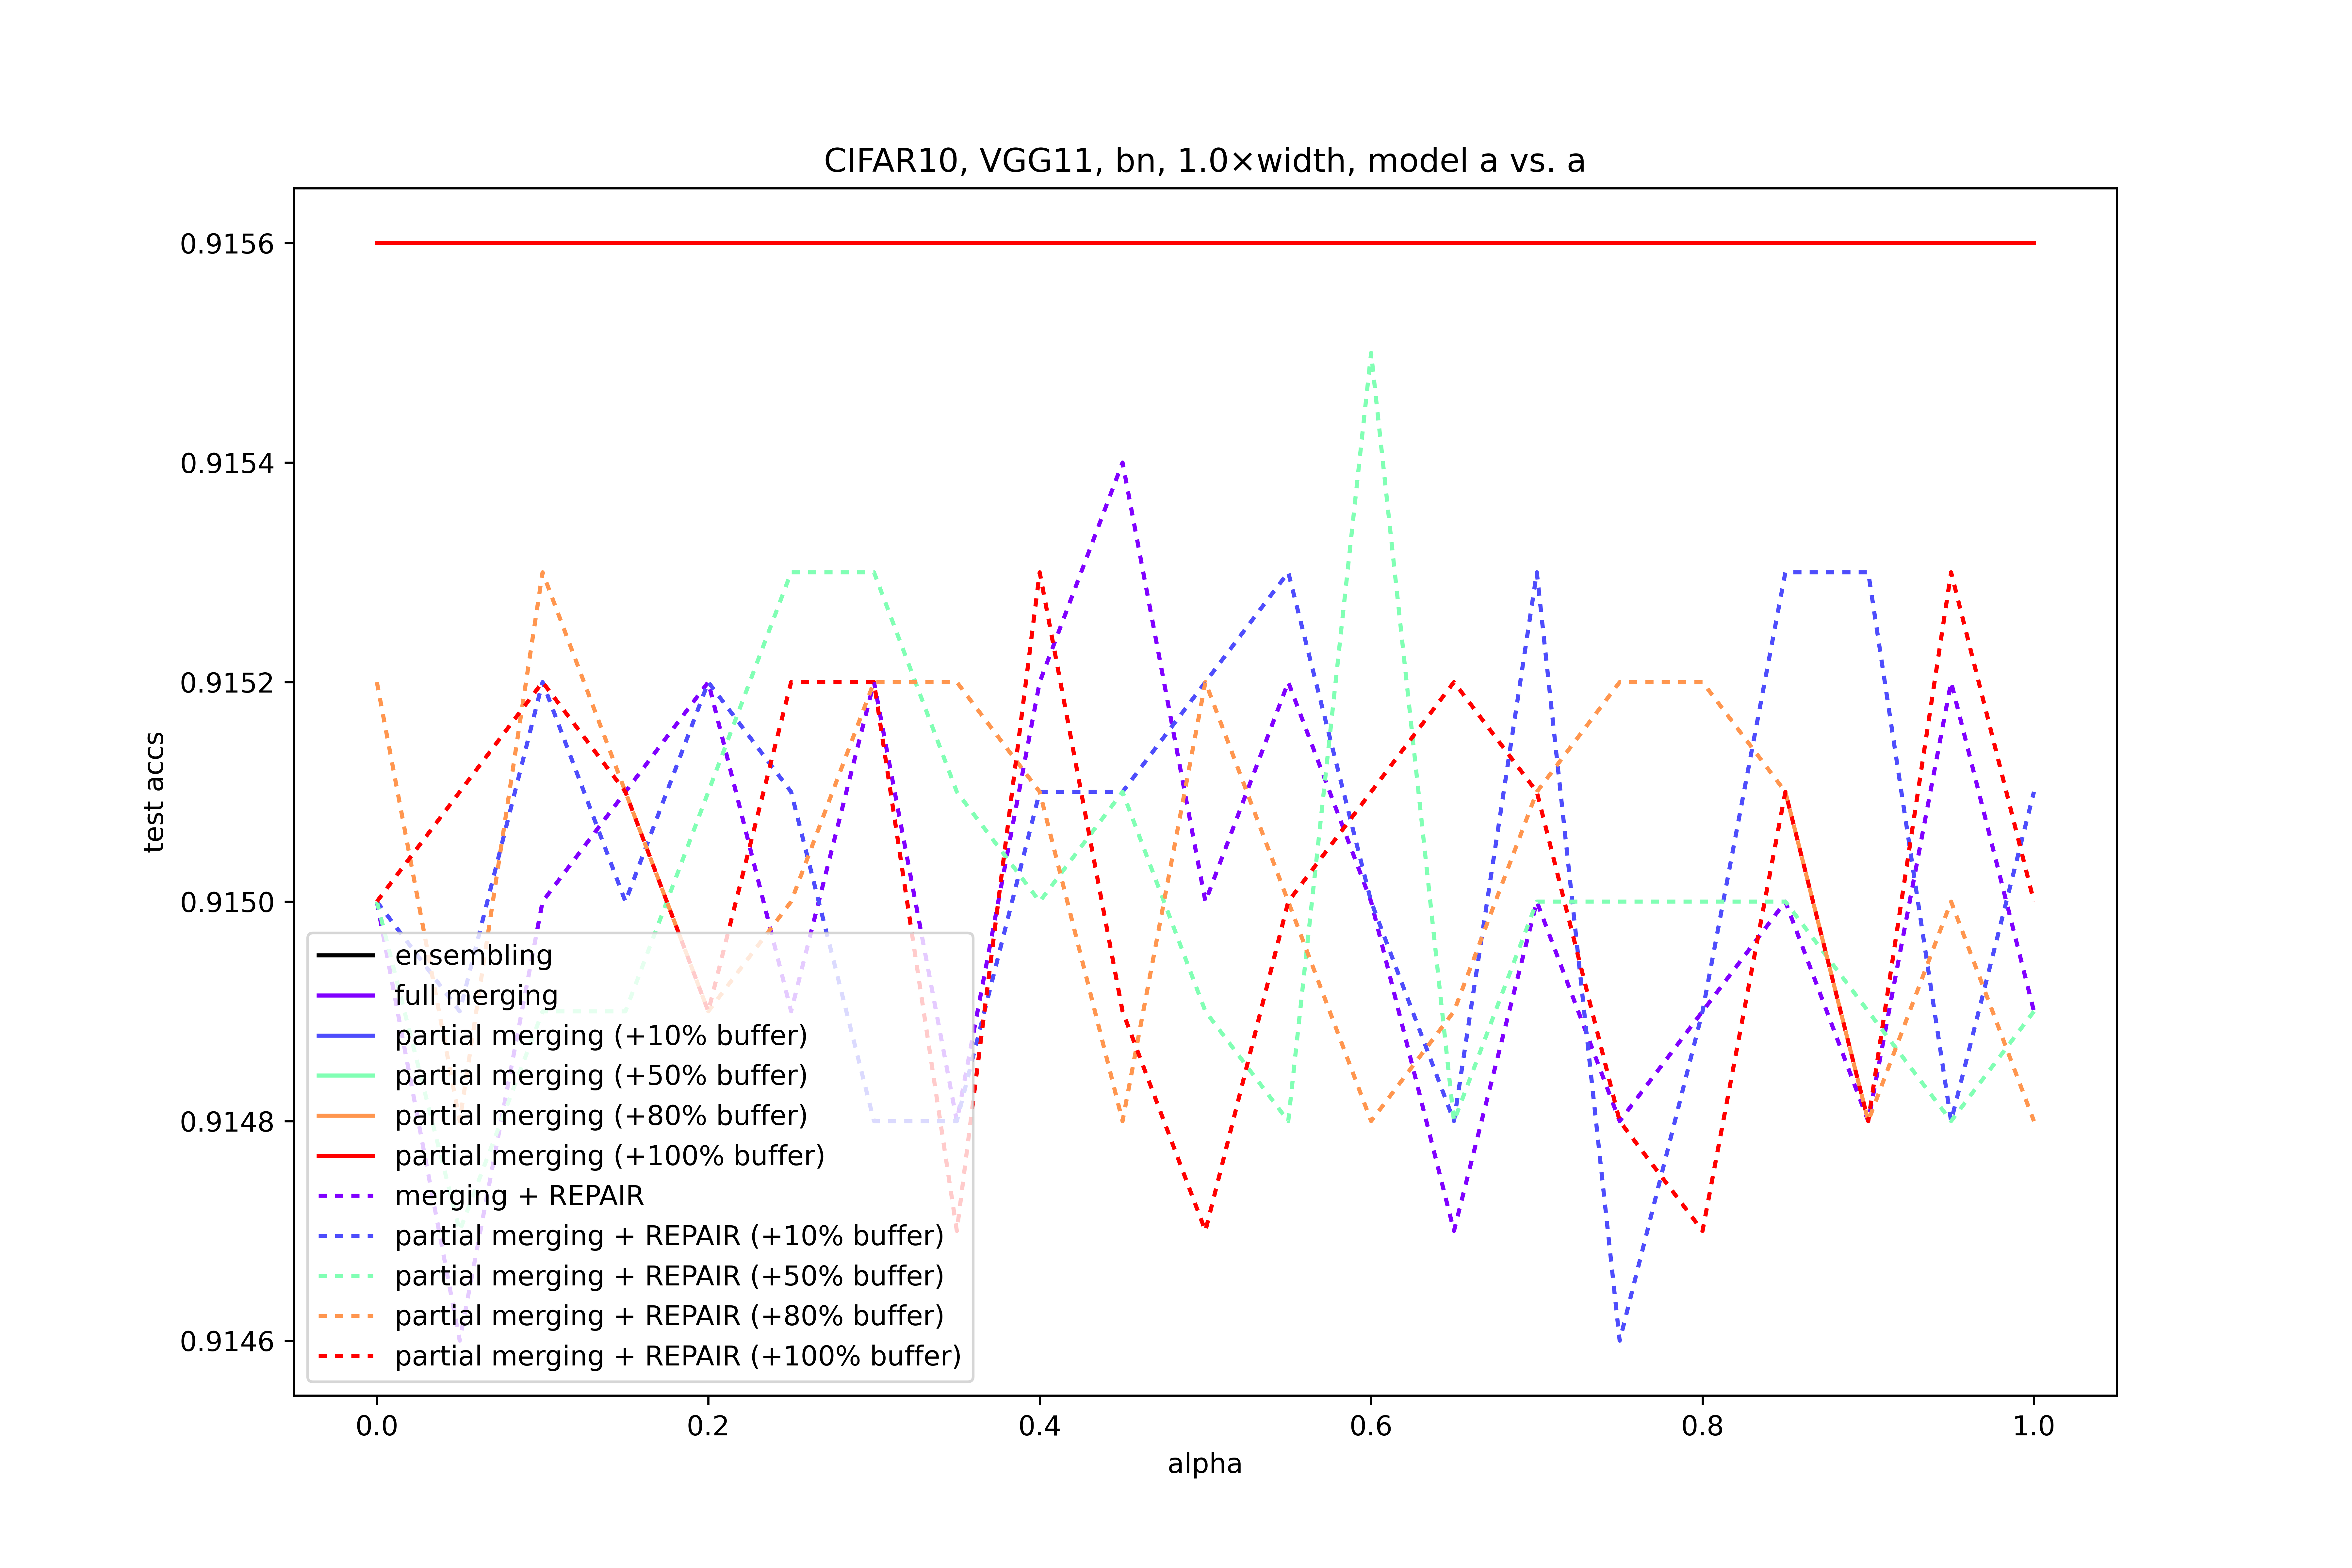 CIFAR10, VGG11, bn, 1.0×width, model a vs. a
0.9156
0.9154
0.9152
0.9150
0.9148
0.9146
test accs
ensembling
full merging
partial merging (+10% buffer)
partial merging (+50% buffer)
partial merging (+80% buffer)
partial merging (+100% buffer)
merging + REPAIR
partial merging + REPAIR (+10% buffer)
partial merging + REPAIR (+50% buffer)
partial merging + REPAIR (+80% buffer)
partial merging + REPAIR (+100% buffer)
0.0 0.2 0.4 0.6 0.8 1.0
alpha